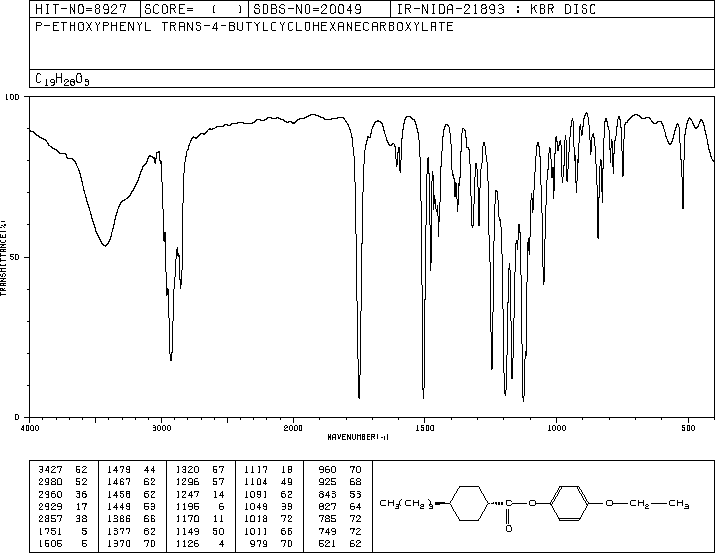 HIT-NO=8927 SCORE= ( ) SDBS-NO=20049 IR-NIDA-21893 : KBR DISC
P-ETHOXYPHENYL TRANS-4-BUTYLCYCLOHEXANECARBOXYLATE
C19H28O3
100
50
0
TRANSMITTANCE(%)
4000 3000 2000 1500 1000 500
WAVENUMBER(-1)
3427 52 1479 44 1320 57 1117 18 960 70
2980 52 1467 62 1296 57 1104 49 925 68
2960 36 1458 62 1247 14 1091 62 843 53
2929 17 1449 53 1195 6 1049 39 827 64
2857 38 1386 66 1170 11 1018 72 785 72
1751 5 1377 62 1149 50 1011 66 749 72
1505 5 1370 70 1126 4 979 70 521 62
CH3(CH2)3 C O O CH2 CH3
O